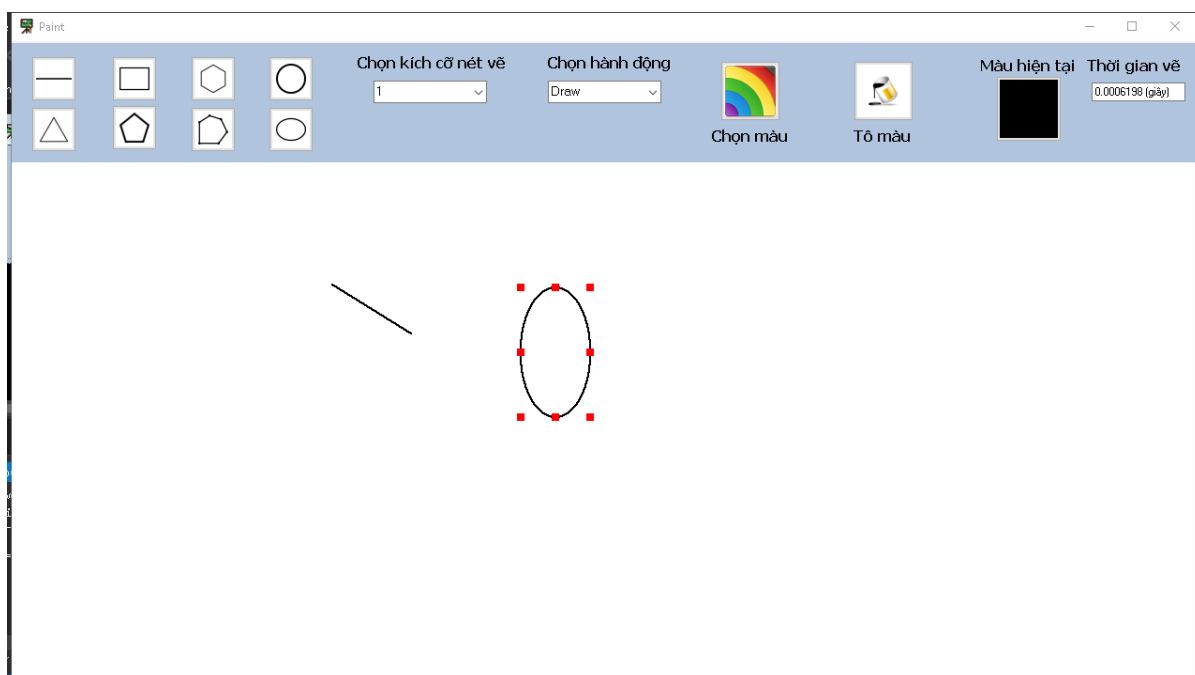 Paint
Chọn kích cỡ nét vẽ
1
Chọn hành động
Draw
Chọn màu
Tô màu
Màu hiện tại
Thời gian vẽ
0.0006198 (giây)